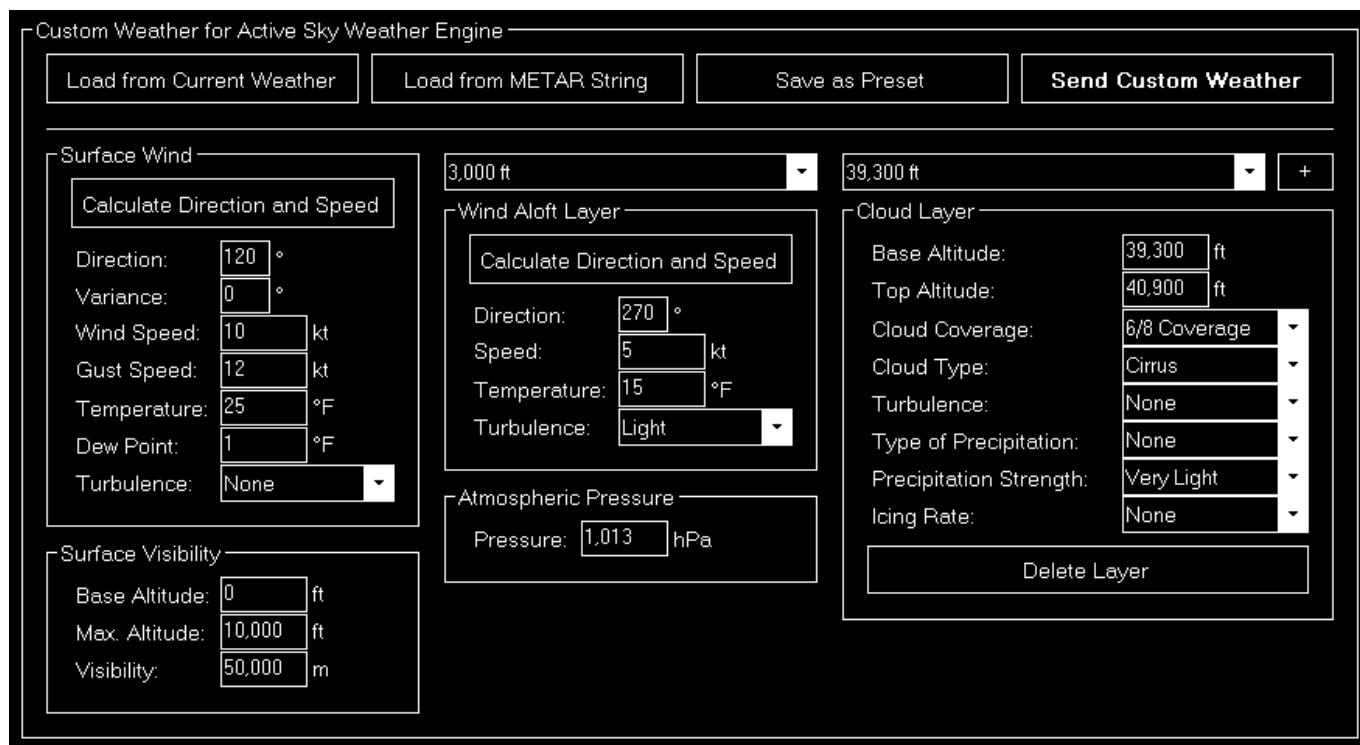 Custom Weather for Active Sky Weather Engine
Load from Current Weather
Load from METAR String
Save as Preset
Send Custom Weather
Surface Wind
Calculate Direction and Speed
Direction: 120 °
Variance: 0 °
Wind Speed: 10 kt
Gust Speed: 12 kt
Temperature: 25 °F
Dew Point: 1 °F
Turbulence: None
Surface Visibility
Base Altitude: 0 ft
Max. Altitude: 10,000 ft
Visibility: 50,000 m
3,000 ft
Wind Aloft Layer
Calculate Direction and Speed
Direction: 270 °
Speed: 5 kt
Temperature: 15 °F
Turbulence: Light
Atmospheric Pressure
Pressure: 1,013 hPa
39,300 ft
+
Cloud Layer
Base Altitude: 39,300 ft
Top Altitude: 40,900 ft
Cloud Coverage: 6/8 Coverage
Cloud Type: Cirrus
Turbulence: None
Type of Precipitation: None
Precipitation Strength: Very Light
Icing Rate: None
Delete Layer